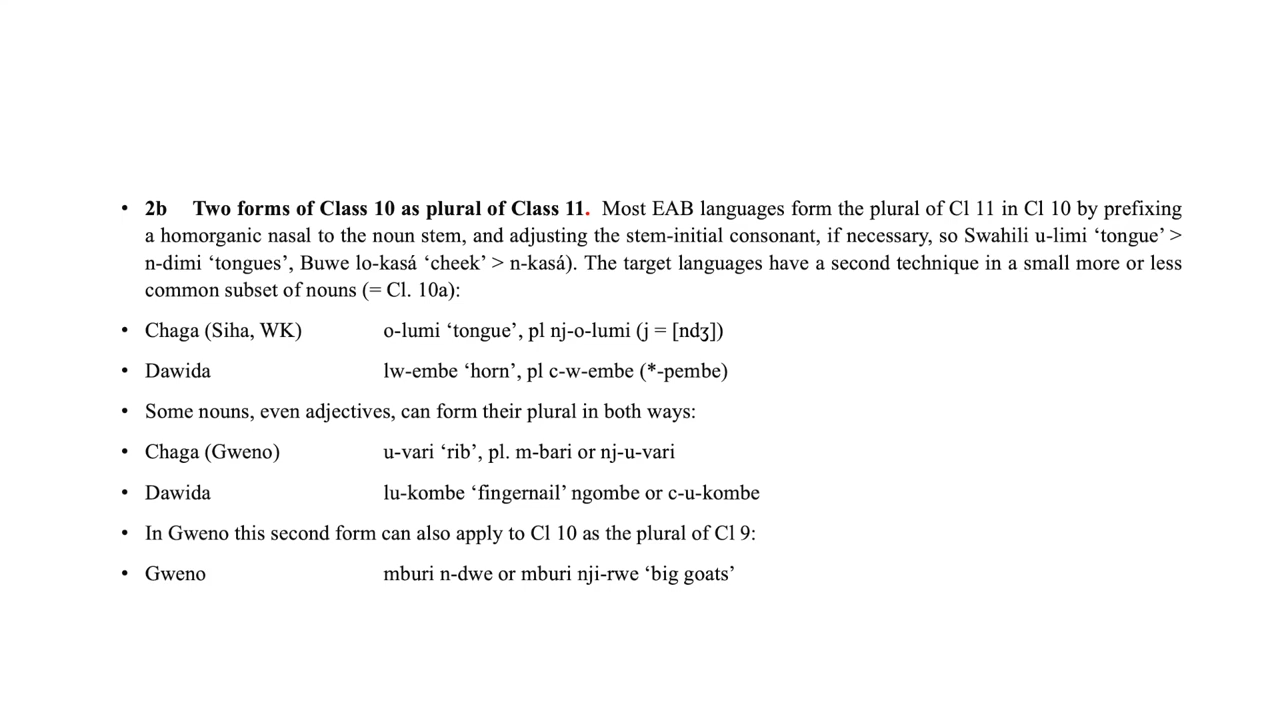 • 2b Two forms of Class 10 as plural of Class 11. Most EAB languages form the plural of Cl 11 in Cl 10 by prefixing
a homorganic nasal to the noun stem, and adjusting the stem-initial consonant, if necessary, so Swahili u-limi ‘tongue’ >
n-dimi ‘tongues’, Buwe lo-kasá ‘cheek’ > n-kasá). The target languages have a second technique in a small more or less
common subset of nouns (= Cl. 10a):
• Chaga (Siha, WK) o-lumi ‘tongue’, pl nj-o-lumi (j = [ndʒ])
• Dawida lw-embe ‘horn’, pl c-w-embe (*-pembe)
• Some nouns, even adjectives, can form their plural in both ways:
• Chaga (Gweno) u-vari ‘rib’, pl. m-bari or nj-u-vari
• Dawida lu-kombe ‘fingernail’ ngombe or c-u-kombe
• In Gweno this second form can also apply to Cl 10 as the plural of Cl 9:
• Gweno mburi n-dwe or mburi nji-rwe ‘big goats’